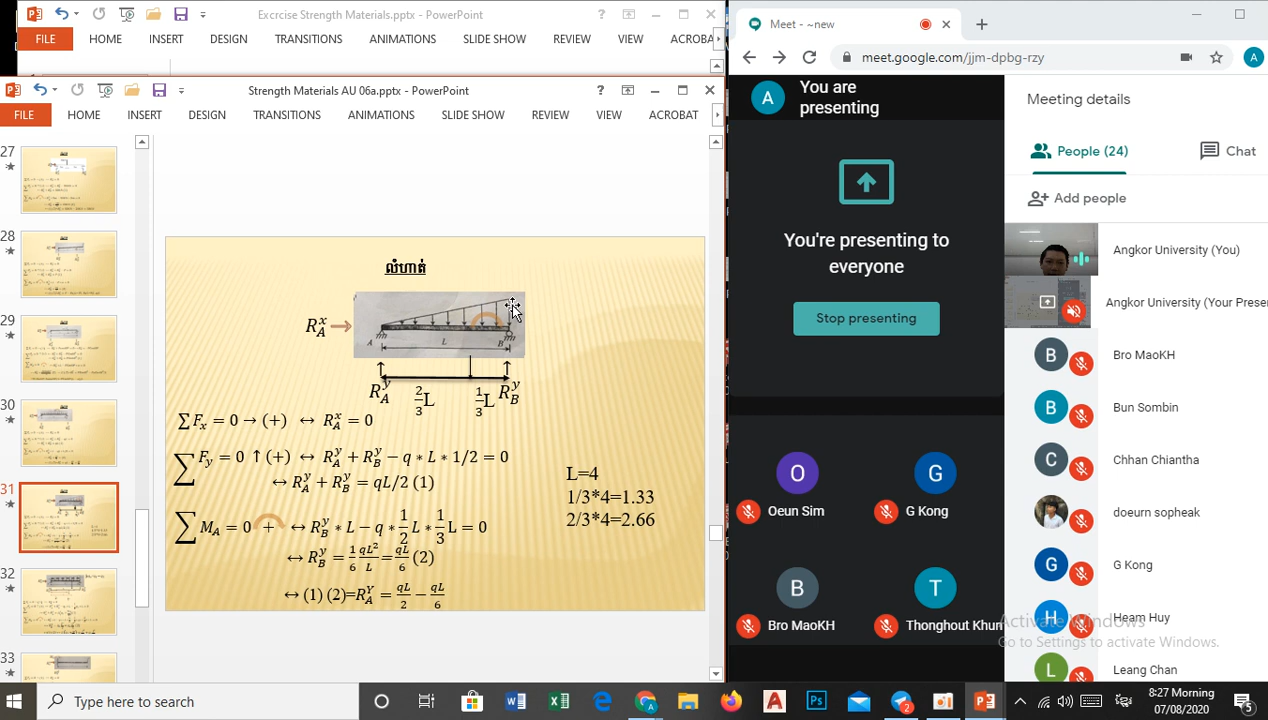 Excrcise Strength Materials.pptx - PowerPoint
FILE HOME INSERT DESIGN TRANSITIONS ANIMATIONS SLIDE SHOW REVIEW VIEW ACROBA
Strength Materials AU 06a.pptx - PowerPoint
FILE HOME INSERT DESIGN TRANSITIONS ANIMATIONS SLIDE SHOW REVIEW VIEW ACROBAT
27
28
29
30
31
32
33
លំហាត់
R_A^x →
A L B
R_A^y 2/3 L 1/3 L R_B^y
∑ F_x = 0 → (+) ↔ R_A^x = 0
∑ F_y = 0 ↑ (+) ↔ R_A^y + R_B^y − q ∗ L ∗ 1/2 = 0
↔ R_A^y + R_B^y = qL/2 (1)
∑ M_A = 0 + ↔ R_B^y ∗ L − q ∗ 1/2 L ∗ 1/3 L = 0
↔ R_B^y = 1/6 qL²/L = qL/6 (2)
↔ (1) (2)=R_A^Y = qL/2 − qL/6
L=4
1/3*4=1.33
2/3*4=2.66
Meet - ~new
meet.google.com/jjm-dpbg-rzy
A
A
You are
presenting
You're presenting to
everyone
Stop presenting
O
Oeun Sim
G
G Kong
B
Bro MaoKH
T
Thonghout Khun
Meeting details
People (24)
Chat
Add people
Angkor University (You)
Angkor University (Your Prese
B
Bro MaoKH
B
Bun Sombin
C
Chhan Chiantha
doeurn sopheak
G
G Kong
H
Heam Huy
L
Leang Chan
Activate Windows
Go to Settings to activate Windows.
Type here to search
2
8:27 Morning
07/08/2020
5